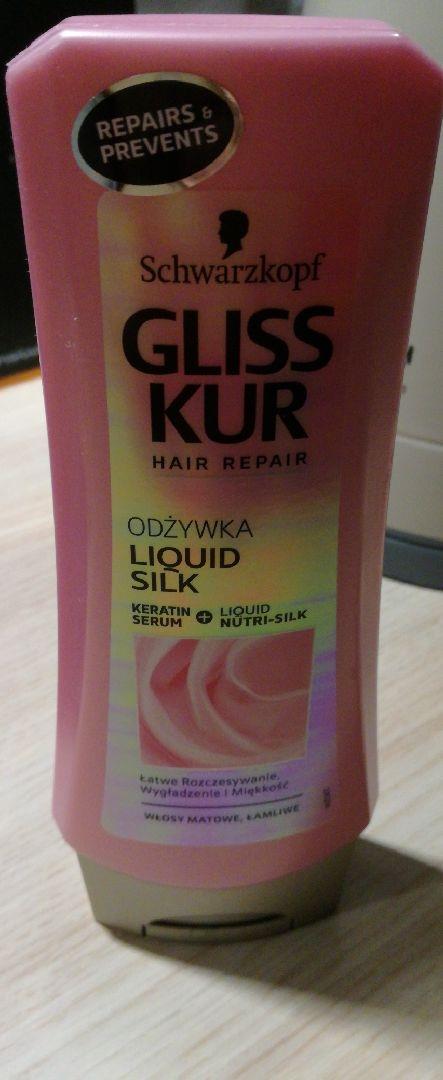 REPAIRS &
PREVENTS
Schwarzkopf
GLISS
KUR
HAIR REPAIR
ODŻYWKA
LIQUID
SILK
KERATIN SERUM + LIQUID NUTRI-SILK
Łatwe Rozczesywanie,
Wygładzenie i Miękkość
WŁOSY MATOWE, ŁAMLIWE